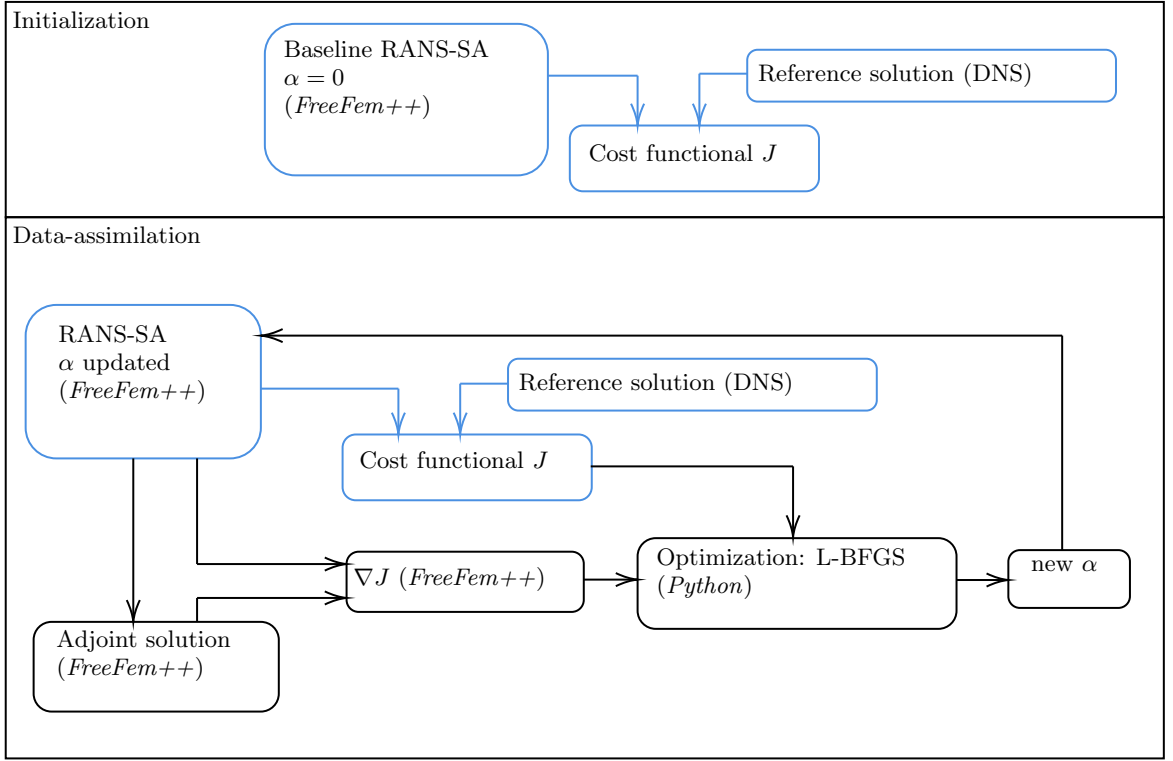 Initialization
Baseline RANS-SA
α = 0
(FreeFem++)
Reference solution (DNS)
Cost functional J
Data-assimilation
RANS-SA
α updated
(FreeFem++)
Reference solution (DNS)
Cost functional J
∇J (FreeFem++)
Optimization: L-BFGS
(Python)
new α
Adjoint solution
(FreeFem++)